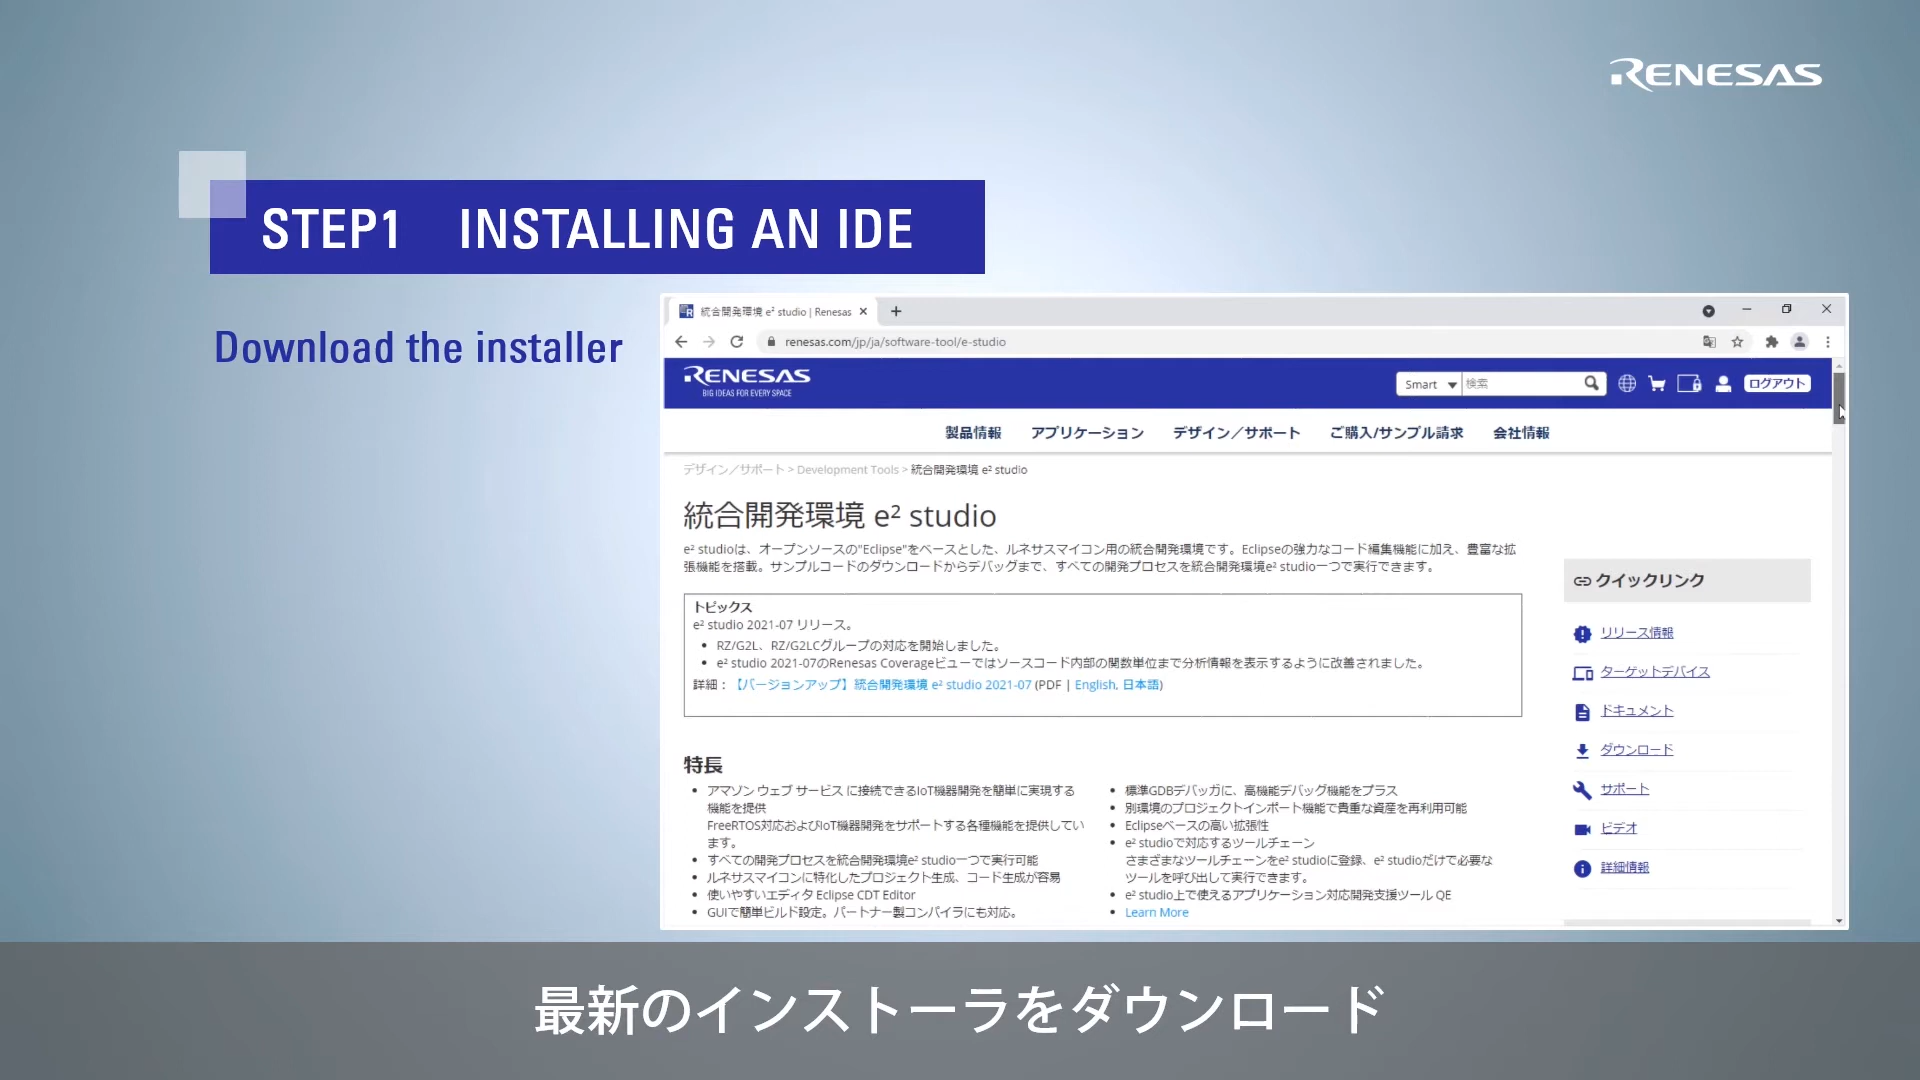 RENESAS
STEP1 INSTALLING AN IDE
Download the installer
統合開発環境 e² studio | Renesas
renesas.com/jp/ja/software-tool/e-studio
RENESAS
BIG IDEAS FOR EVERY SPACE
Smart
検索
ログアウト
製品情報 アプリケーション デザイン／サポート ご購入/サンプル請求 会社情報
デザイン／サポート > Development Tools > 統合開発環境 e² studio
統合開発環境 e² studio
e² studioは、オープンソースの"Eclipse"をベースとした、ルネサスマイコン用の統合開発環境です。Eclipseの強力なコード編集機能に加え、豊富な拡
張機能を搭載。サンプルコードのダウンロードからデバッグまで、すべての開発プロセスを統合開発環境e² studio一つで実行できます。
トピックス
e² studio 2021-07 リリース。
• RZ/G2L、RZ/G2LCグループの対応を開始しました。
• e² studio 2021-07のRenesas Coverageビューではソースコード内部の関数単位まで分析情報を表示するように改善されました。
詳細：【バージョンアップ】統合開発環境 e² studio 2021-07 (PDF | English, 日本語)
特長
• アマゾン ウェブ サービス に接続できるIoT機器開発を簡単に実現する
機能を提供
FreeRTOS対応およびIoT機器開発をサポートする各種機能を提供してい
ます。
• すべての開発プロセスを統合開発環境e² studio一つで実行可能
• ルネサスマイコンに特化したプロジェクト生成、コード生成が容易
• 使いやすいエディタ Eclipse CDT Editor
• GUIで簡単ビルド設定。パートナー製コンパイラにも対応。
• 標準GDBデバッガに、高機能デバッグ機能をプラス
• 別環境のプロジェクトインポート機能で貴重な資産を再利用可能
• Eclipseベースの高い拡張性
• e² studioで対応するツールチェーン
さまざまなツールチェーンをe² studioに登録、e² studioだけで必要な
ツールを呼び出して実行できます。
• e² studio上で使えるアプリケーション対応開発支援ツール QE
• Learn More
クイックリンク
リリース情報
ターゲットデバイス
ドキュメント
ダウンロード
サポート
ビデオ
詳細情報
最新のインストーラをダウンロード